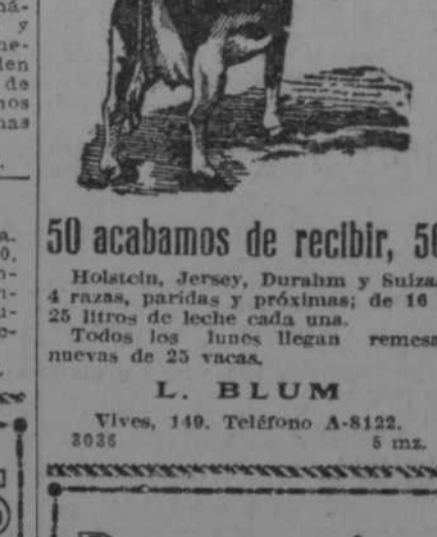 50 acabamos de recibir, 50
Holstein, Jersey, Durahm y Suiza
4 razas, paridas y próximas; de 16
25 litros de leche cada una.
Todos los lunes llegan remesa
nuevas de 25 vacas.
L. BLUM
Vives, 149. Teléfono A-8122.
3036 5 mz.